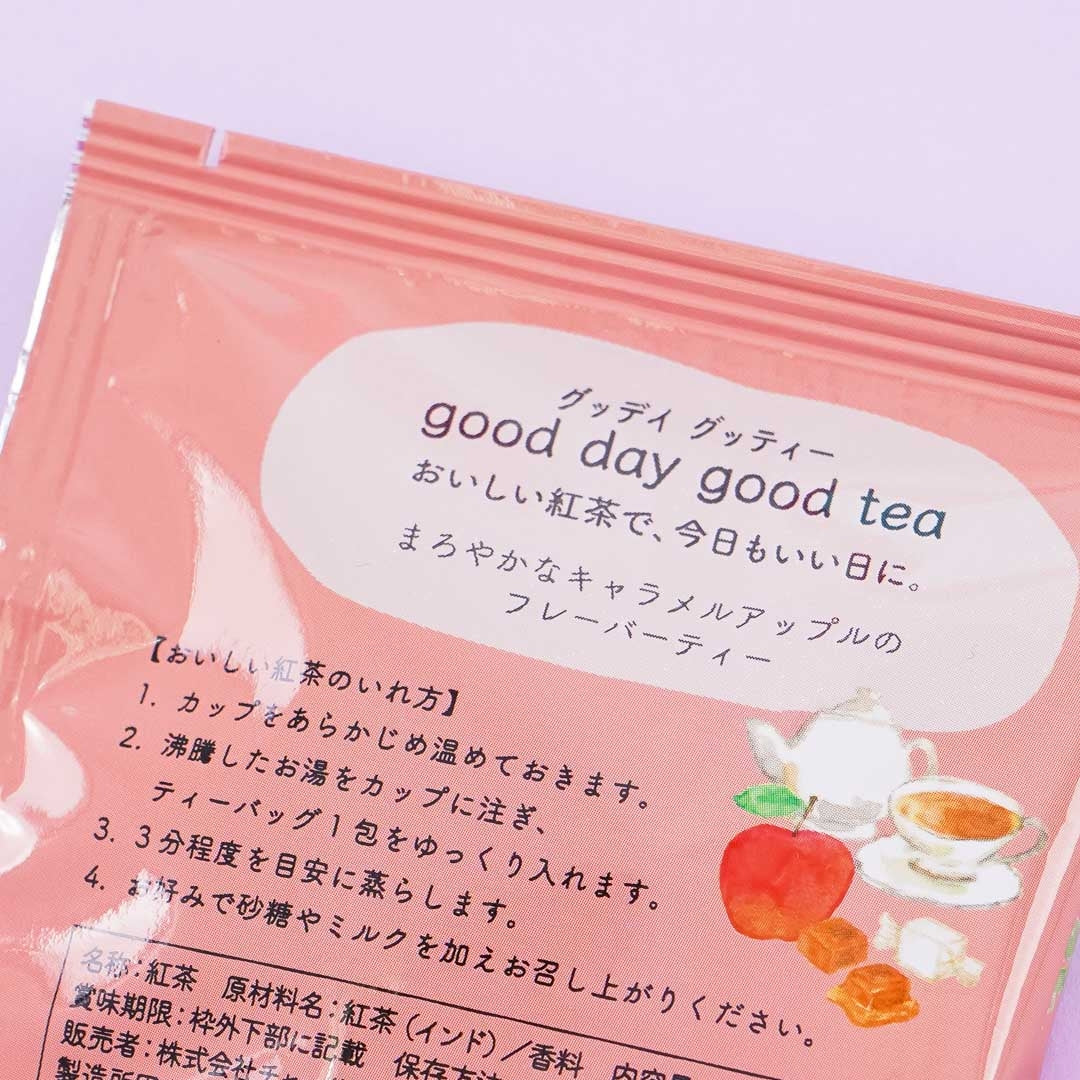 グッデイ グッティー
good day good tea
おいしい紅茶で、今日もいい日に。
まろやかなキャラメルアップルの
フレーバーティー
【おいしい紅茶のいれ方】
1. カップをあらかじめ温めておきます。
2. 沸騰したお湯をカップに注ぎ、
ティーバッグ1包をゆっくり入れます。
3. 3分程度を目安に蒸らします。
4. お好みで砂糖やミルクを加えお召し上がりください。
名称:紅茶 原材料名:紅茶(インド)/香料 内容量
賞味期限:枠外下部に記載 保存方法
販売者:株式会社
製造所